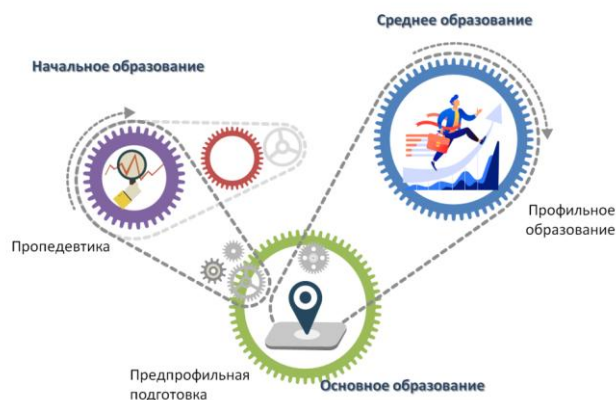 Среднее образование
Начальное образование
Профильное
образование
Пропедевтика
Предпрофильная
подготовка
Основное образование